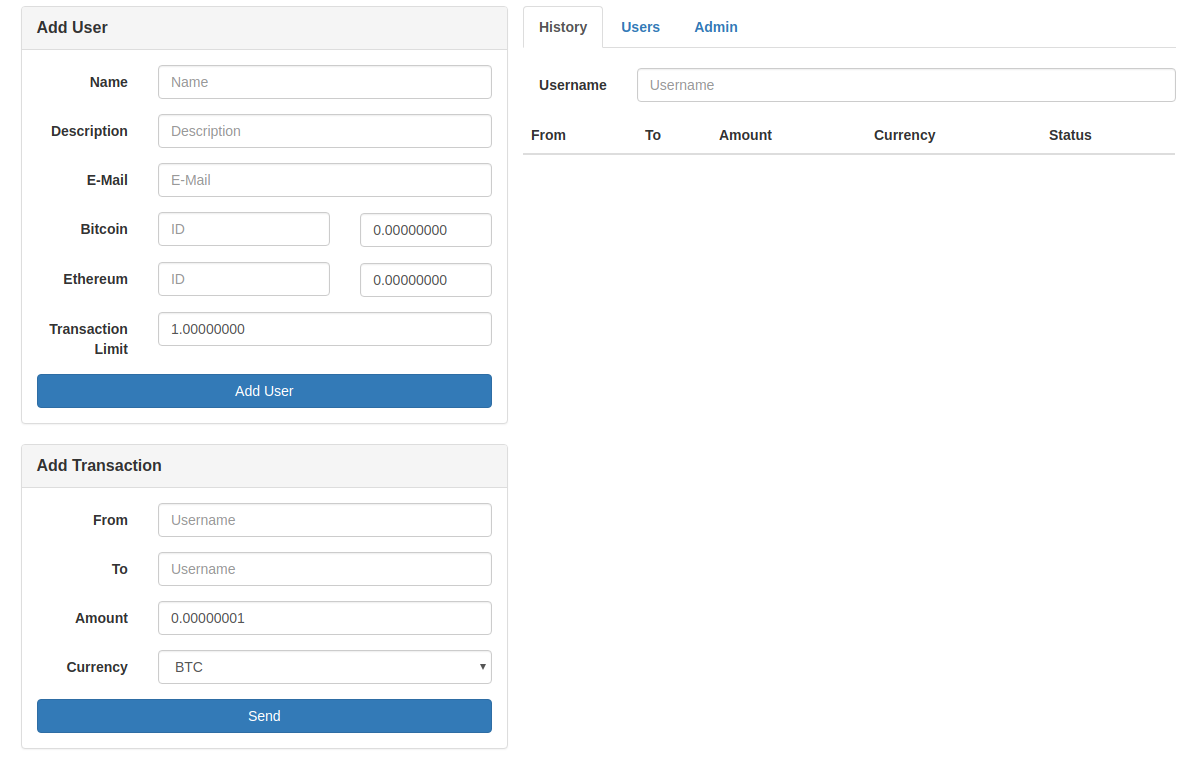 Add User
Name Name
Description Description
E-Mail E-Mail
Bitcoin ID 0.00000000
Ethereum ID 0.00000000
Transaction 1.00000000
Limit
Add User
Add Transaction
From Username
To Username
Amount 0.00000001
Currency BTC
Send
History Users Admin
Username Username
From To Amount Currency Status